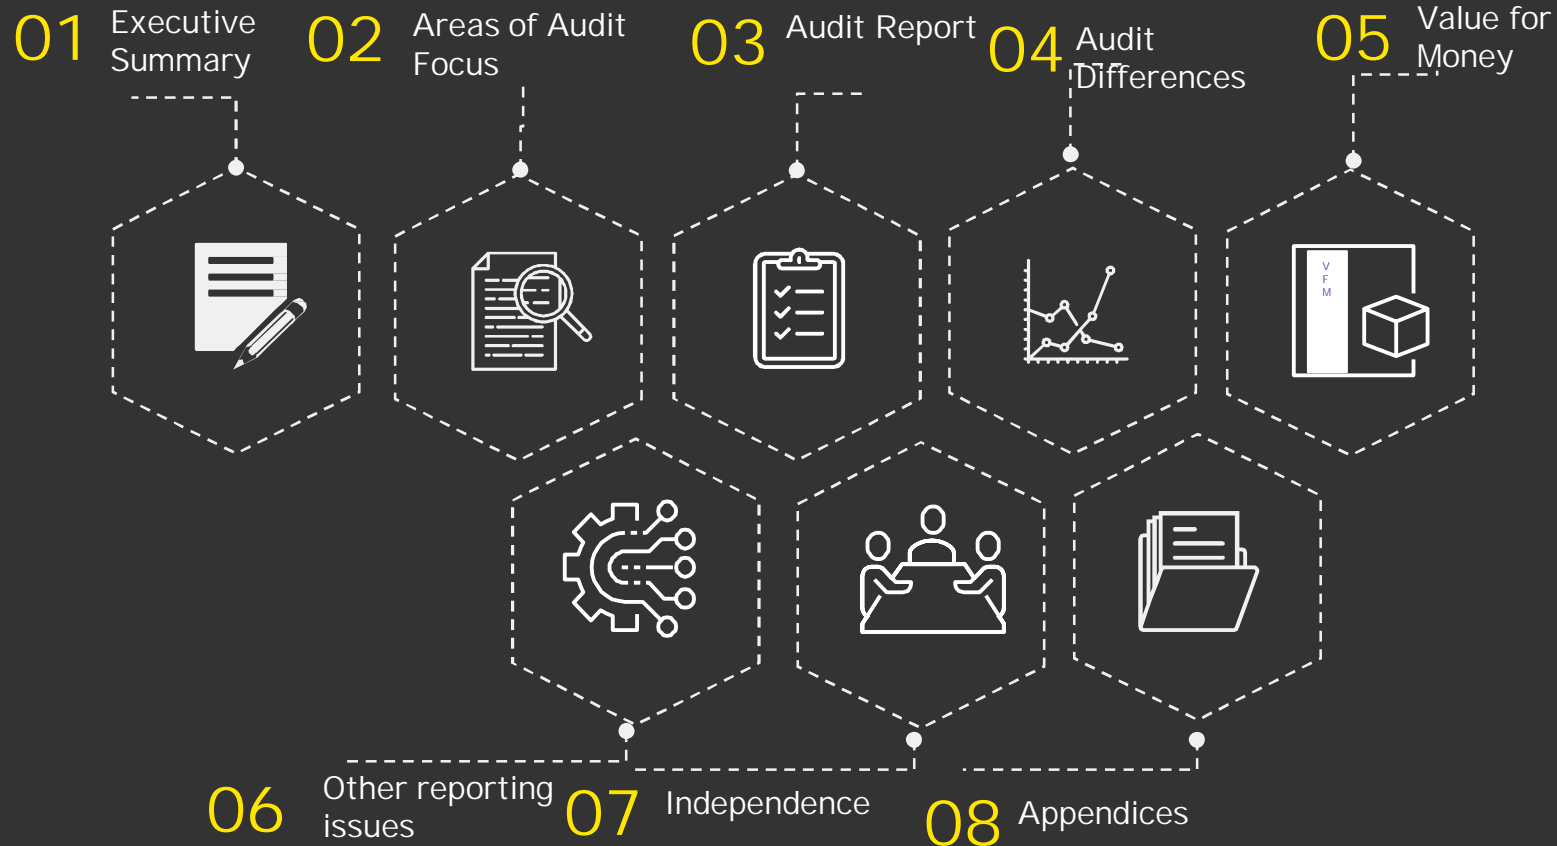 01
Executive
Summary
02
Areas of Audit
Focus
03
Audit Report
04
Audit
Differences
05
Value for
Money
V
F
M
06
Other reporting
issues
07
Independence
08
Appendices